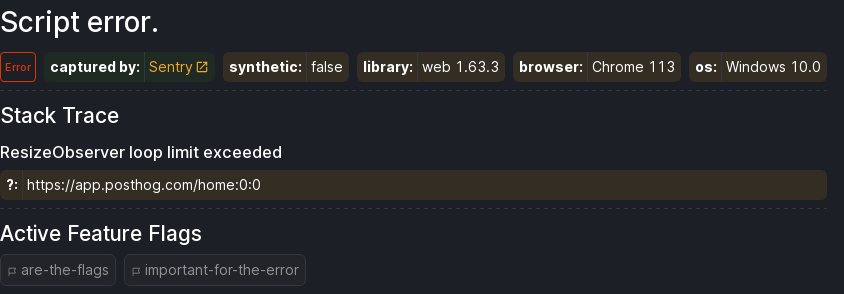 Script error.
Error captured by: Sentry synthetic: false library: web 1.63.3 browser: Chrome 113 os: Windows 10.0
Stack Trace
ResizeObserver loop limit exceeded
?: https://app.posthog.com/home:0:0
Active Feature Flags
are-the-flags important-for-the-error